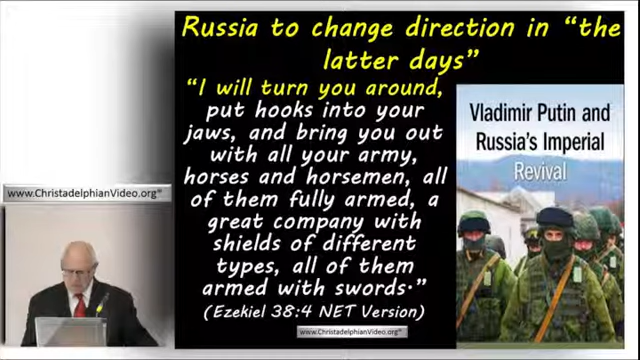 Russia to change direction in “the
latter days”
“I will turn you around,
put hooks into your
jaws, and bring you out
with all your army,
horses and horsemen, all
of them fully armed, a
great company with
shields of different
types, all of them
armed with swords.”
(Ezekiel 38:4 NET Version)
www.ChristadelphianVideo.org®
Vladimir Putin and
Russia's Imperial
Revival
www.ChristadelphianVideo.org®